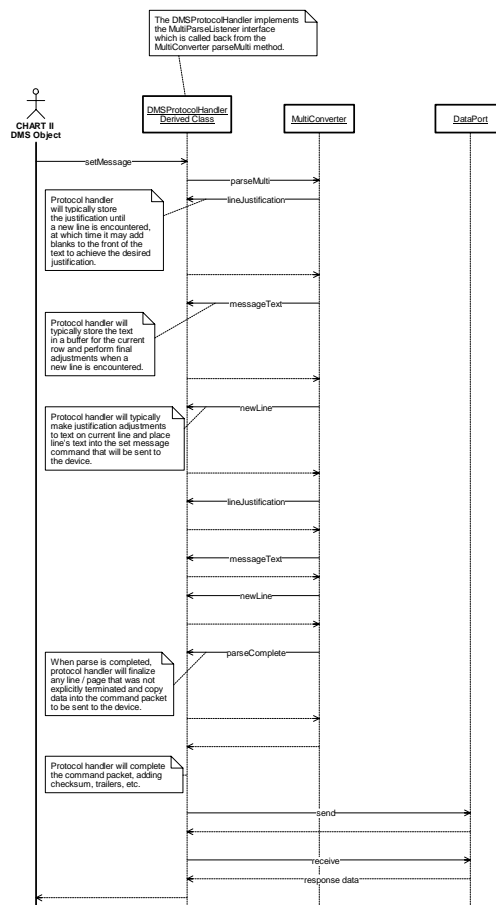 The DMSProtocolHandler implements
the MultiParseListener interface
which is called back from the
MultiConverter parseMulti method.
CHART II
DMS Object
DMSProtocolHandler
Derived Class
MultiConverter
DataPort
setMessage
parseMulti
lineJustification
Protocol handler
will typically store
the justification until
a new line is encountered,
at which time it may add
blanks to the front of the
text to achieve the desired
justification.
messageText
Protocol handler will
typically store the text
in a buffer for the current
row and perform final
adjustments when a
new line is encountered.
newLine
Protocol handler will typically
make justification adjustments
to text on current line and place
line's text into the set message
command that will be sent to
the device.
lineJustification
messageText
newLine
parseComplete
When parse is completed,
protocol handler will finalize
any line / page that was not
explicitly terminated and copy
data into the command packet
to be sent to the device.
Protocol handler will complete
the command packet, adding
checksum, trailers, etc.
send
receive
response data